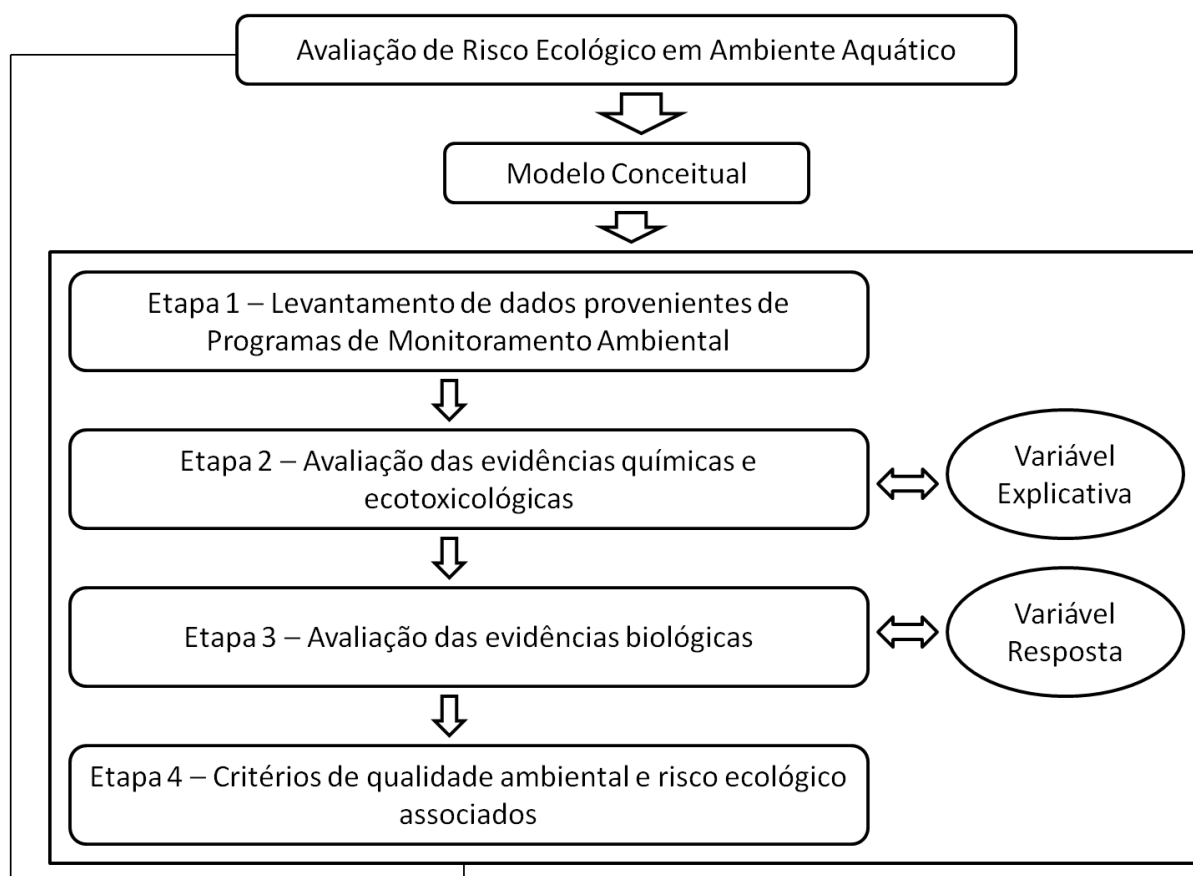 Avaliação de Risco Ecológico em Ambiente Aquático
Modelo Conceitual
Etapa 1 – Levantamento de dados provenientes de
Programas de Monitoramento Ambiental
Etapa 2 – Avaliação das evidências químicas e
ecotoxicológicas
Variável
Explicativa
Etapa 3 – Avaliação das evidências biológicas
Variável
Resposta
Etapa 4 – Critérios de qualidade ambiental e risco ecológico
associados